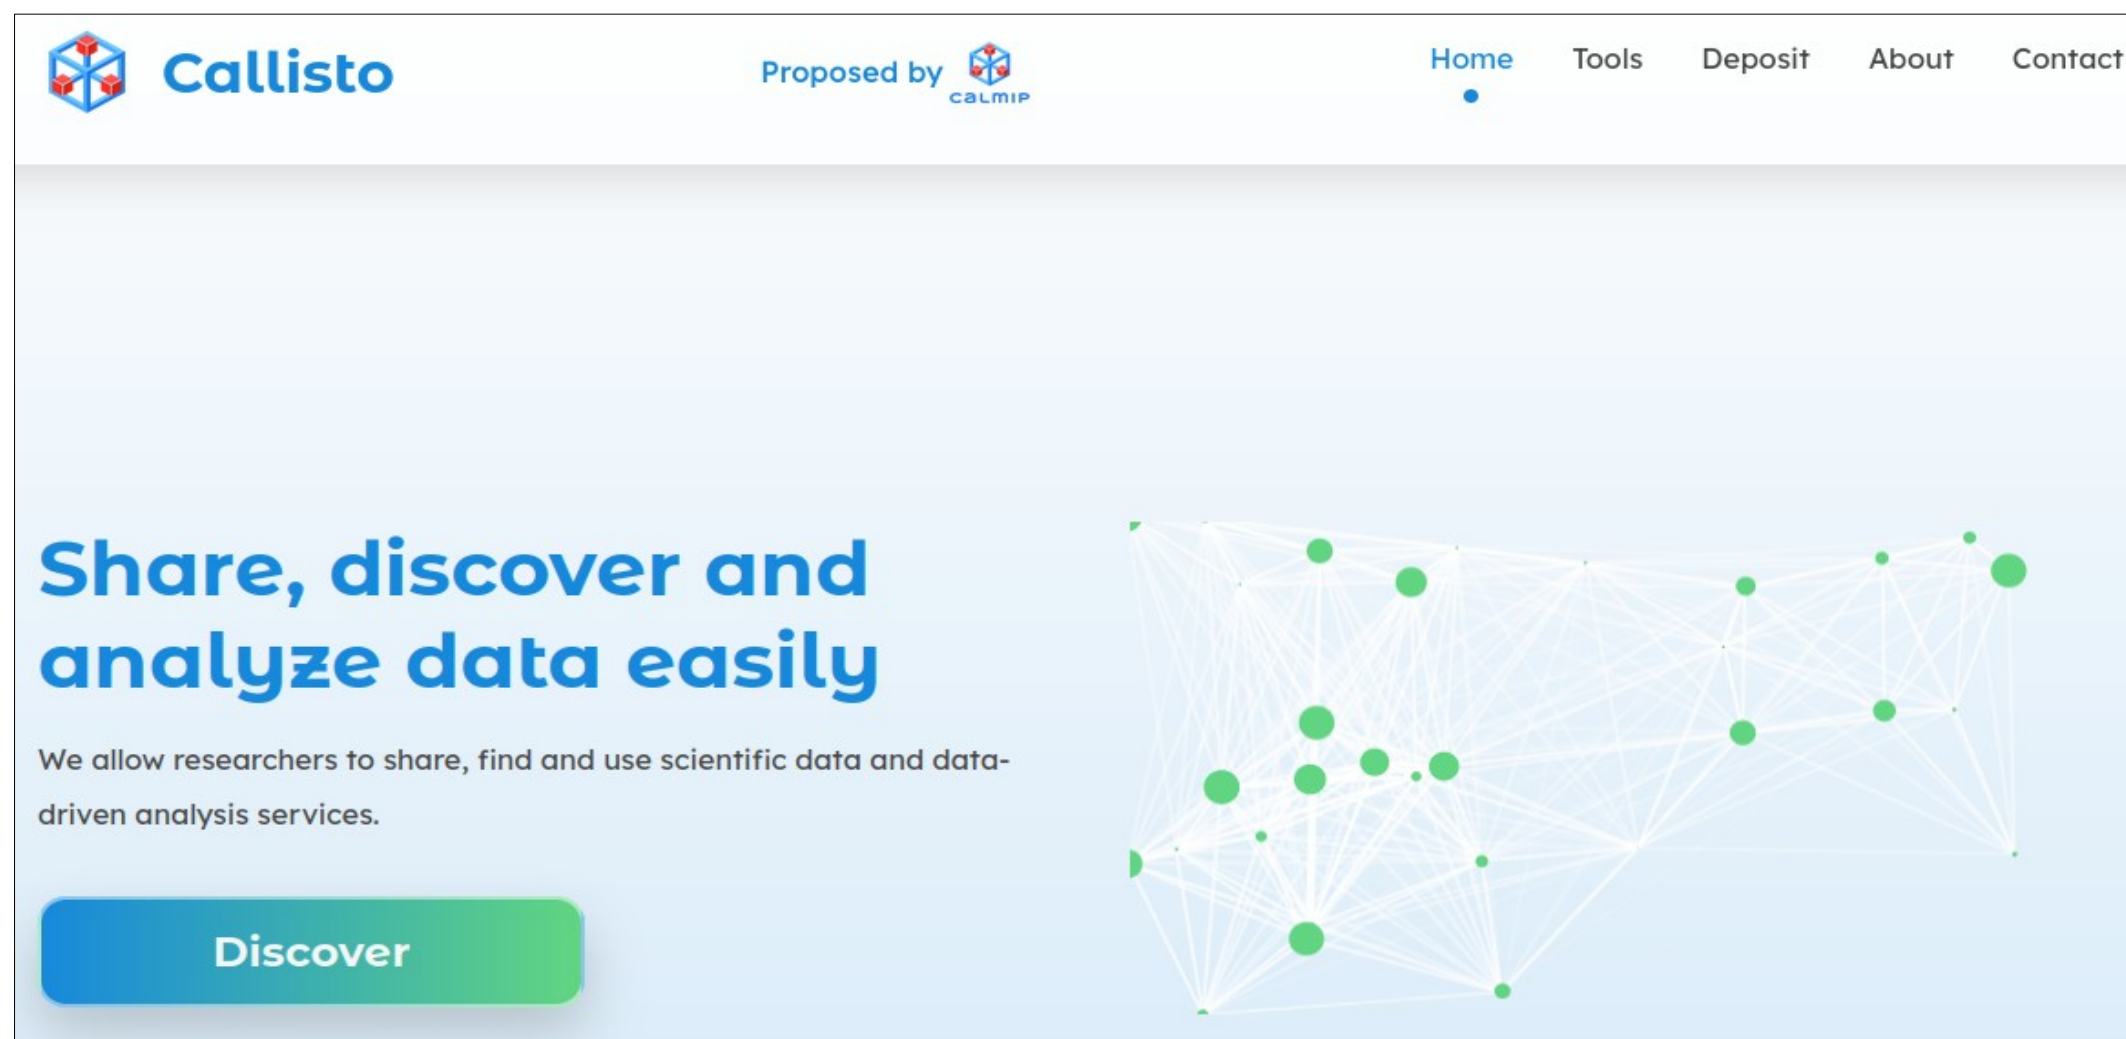 Callisto
Proposed by
CALMIP
Home
Tools
Deposit
About
Contact
Share, discover and
analyze data easily
We allow researchers to share, find and use scientific data and data-
driven analysis services.
Discover